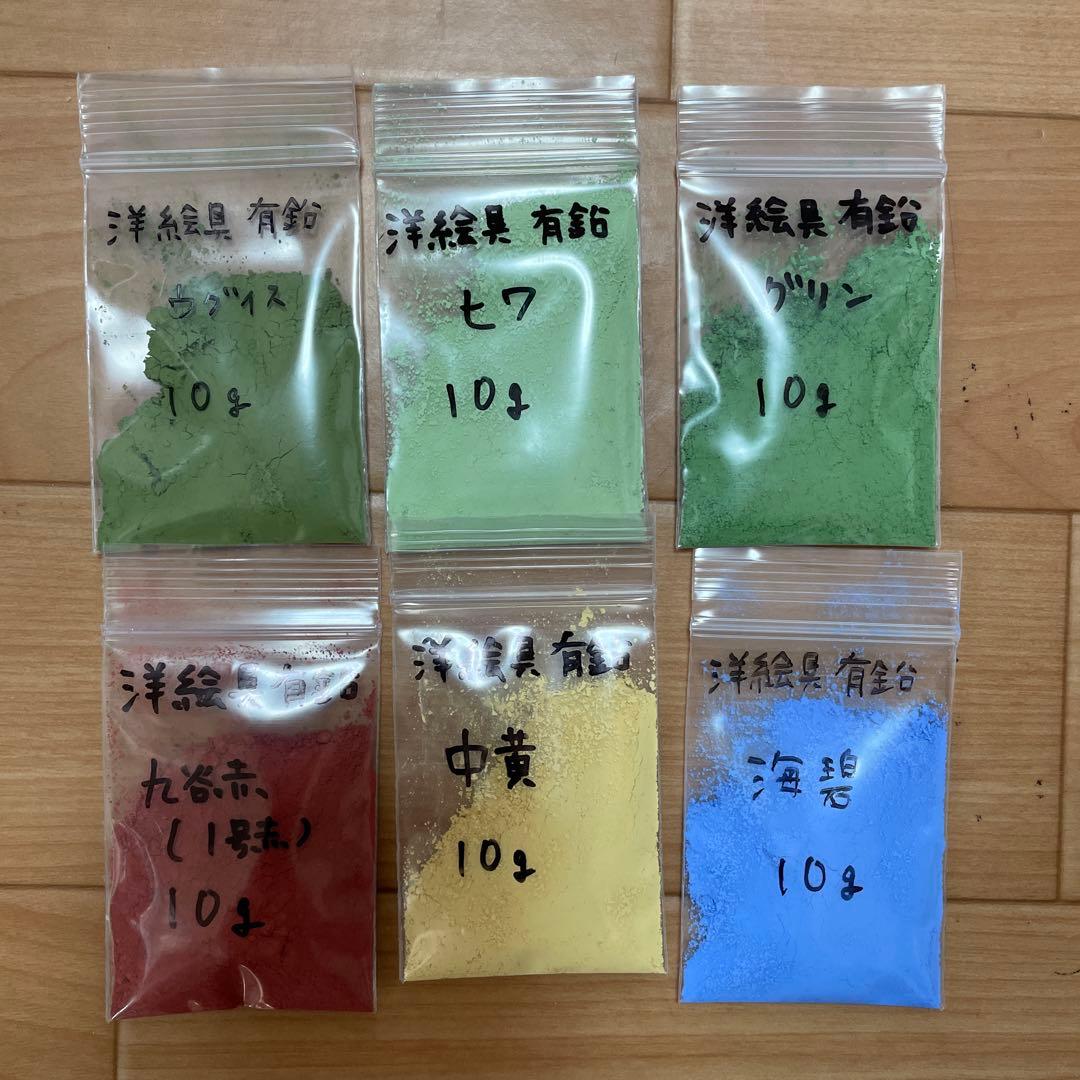 洋絵具 有鉛
ウグイス
10g
洋絵具 有鉛
ヒワ
10g
洋絵具 有鉛
グリン
10g
洋絵具 有鉛
九谷赤
(1号赤)
10g
洋絵具 有鉛
中黄
10g
洋絵具 有鉛
海碧
10g